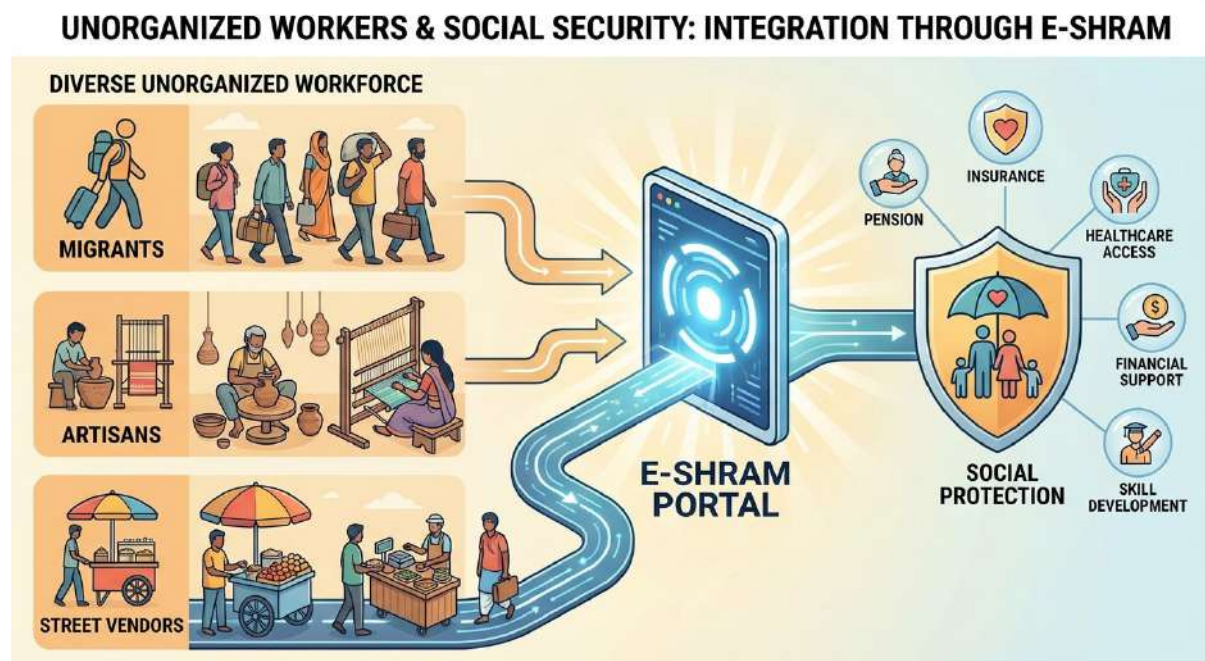 UNORGANIZED WORKERS & SOCIAL SECURITY: INTEGRATION THROUGH E-SHRAM
DIVERSE UNORGANIZED WORKFORCE
MIGRANTS
ARTISANS
STREET VENDORS
E-SHRAM
PORTAL
PENSION
INSURANCE
HEALTHCARE
ACCESS
$
FINANCIAL
SUPPORT
SKILL
DEVELOPMENT
SOCIAL
PROTECTION